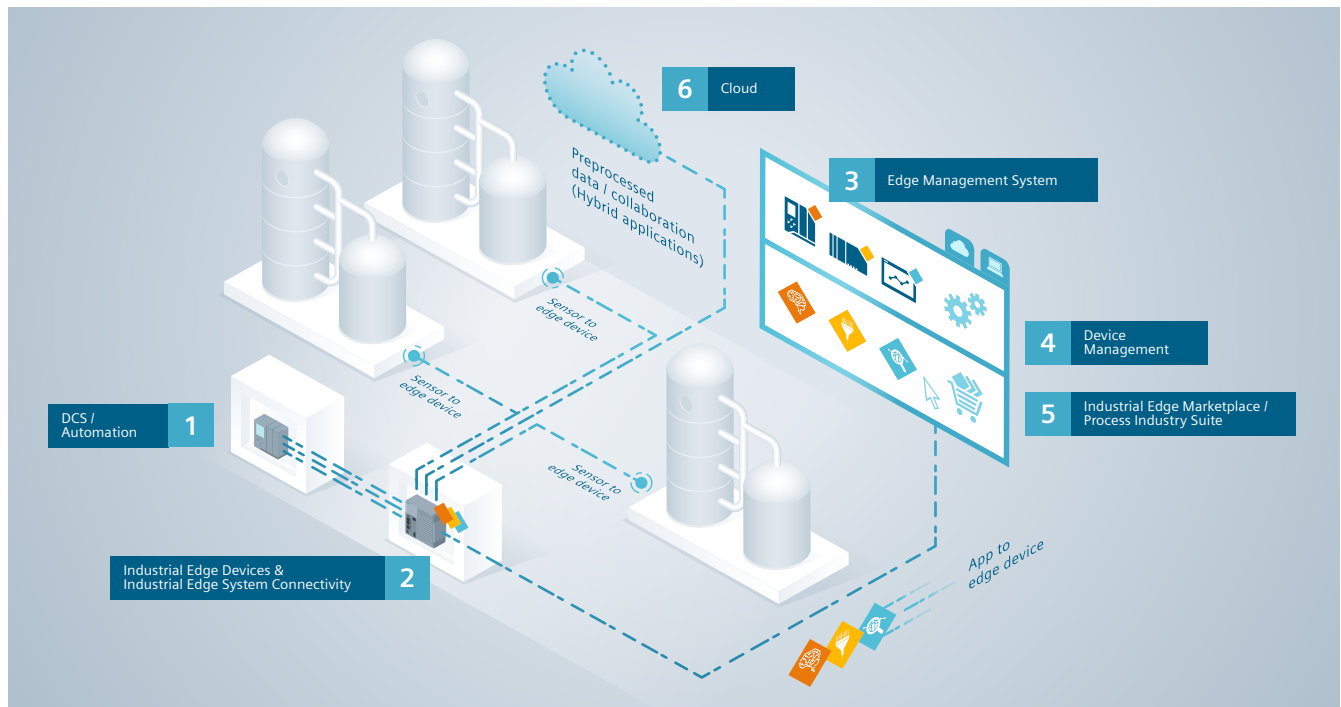 6
Cloud
Preprocessed
data / collaboration
(Hybrid applications)
3
Edge Management System
Sensor to
edge device
4
Device
Management
Sensor to
edge device
DCS /
Automation
1
5
Industrial Edge Marketplace /
Process Industry Suite
Sensor to
edge device
Industrial Edge Devices &
Industrial Edge System Connectivity
2
App to
edge device